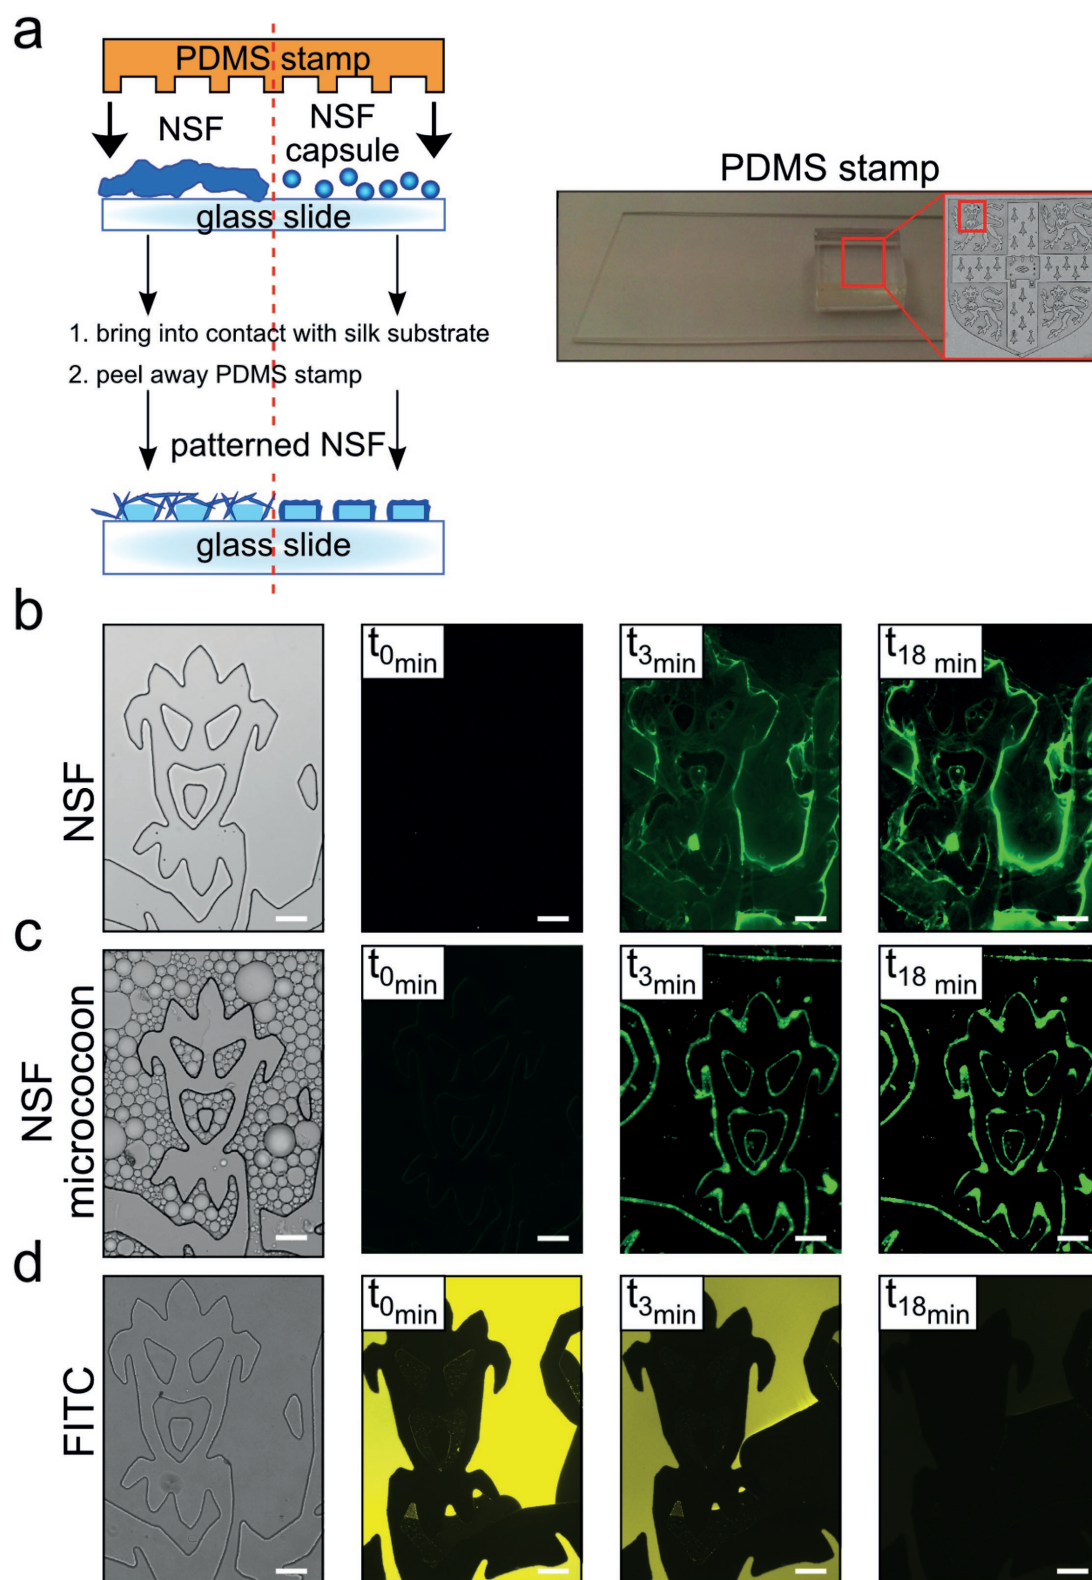 a
PDMS stamp
NSF
NSF
capsule
glass slide
1. bring into contact with silk substrate
2. peel away PDMS stamp
patterned NSF
glass slide
PDMS stamp
b
NSF
t0min
t3min
t18 min
c
NSF
micrococoon
t0min
t3min
t18 min
d
FITC
t0min
t3min
t18min